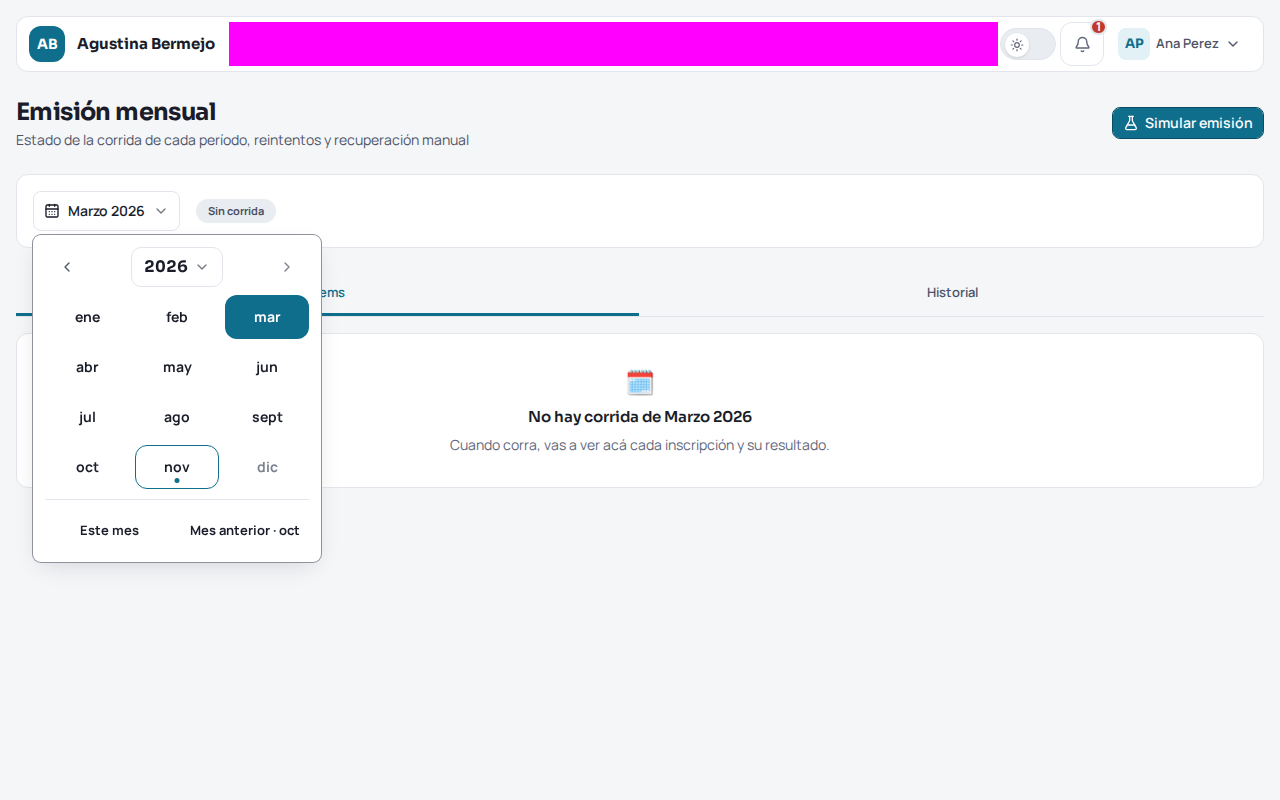 AB Agustina Bermejo 1 AP Ana Perez
Emisión mensual
Estado de la corrida de cada período, reintentos y recuperación manual
Simular emisión
Marzo 2026 Sin corrida
2026
ene feb mar
abr may jun
jul ago sept
oct nov dic
Este mes Mes anterior · oct
ems Historial
No hay corrida de Marzo 2026
Cuando corra, vas a ver acá cada inscripción y su resultado.